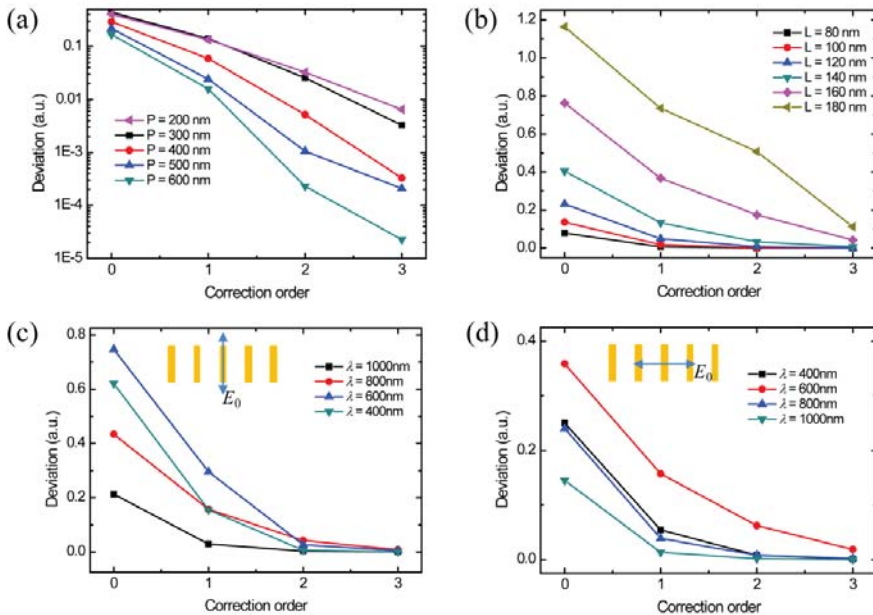 (a)
0.1
0.01
1E-3
1E-4
1E-5
Deviation (a.u.)
P = 200 nm
P = 300 nm
P = 400 nm
P = 500 nm
P = 600 nm
0 1 2 3
Correction order
(b)
1.2
1.0
0.8
0.6
0.4
0.2
0.0
Deviation (a.u.)
L = 80 nm
L = 100 nm
L = 120 nm
L = 140 nm
L = 160 nm
L = 180 nm
0 1 2 3
Correction order
(c)
0.8
0.6
0.4
0.2
0.0
Deviation (a.u.)
E0
λ = 1000nm
λ = 800nm
λ = 600nm
λ = 400nm
0 1 2 3
Correction order
(d)
0.4
0.2
0.0
Deviation (a.u.)
E0
λ = 400nm
λ = 600nm
λ = 800nm
λ = 1000nm
0 1 2 3
Correction order